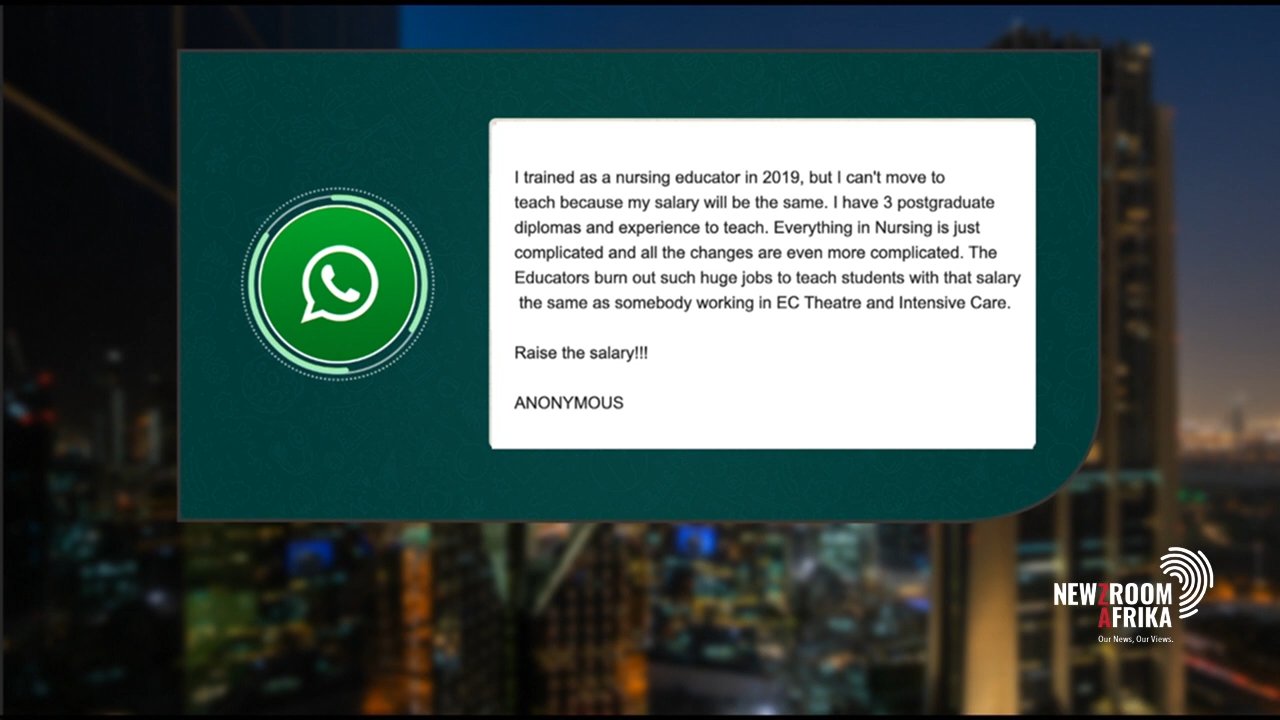 I trained as a nursing educator in 2019, but I can't move to
teach because my salary will be the same. I have 3 postgraduate
diplomas and experience to teach. Everything in Nursing is just
complicated and all the changes are even more complicated. The
Educators burn out such huge jobs to teach students with that salary
the same as somebody working in EC Theatre and Intensive Care.
Raise the salary!!!
ANONYMOUS
NEWZROOM
AFRIKA
Our News, Our Views.